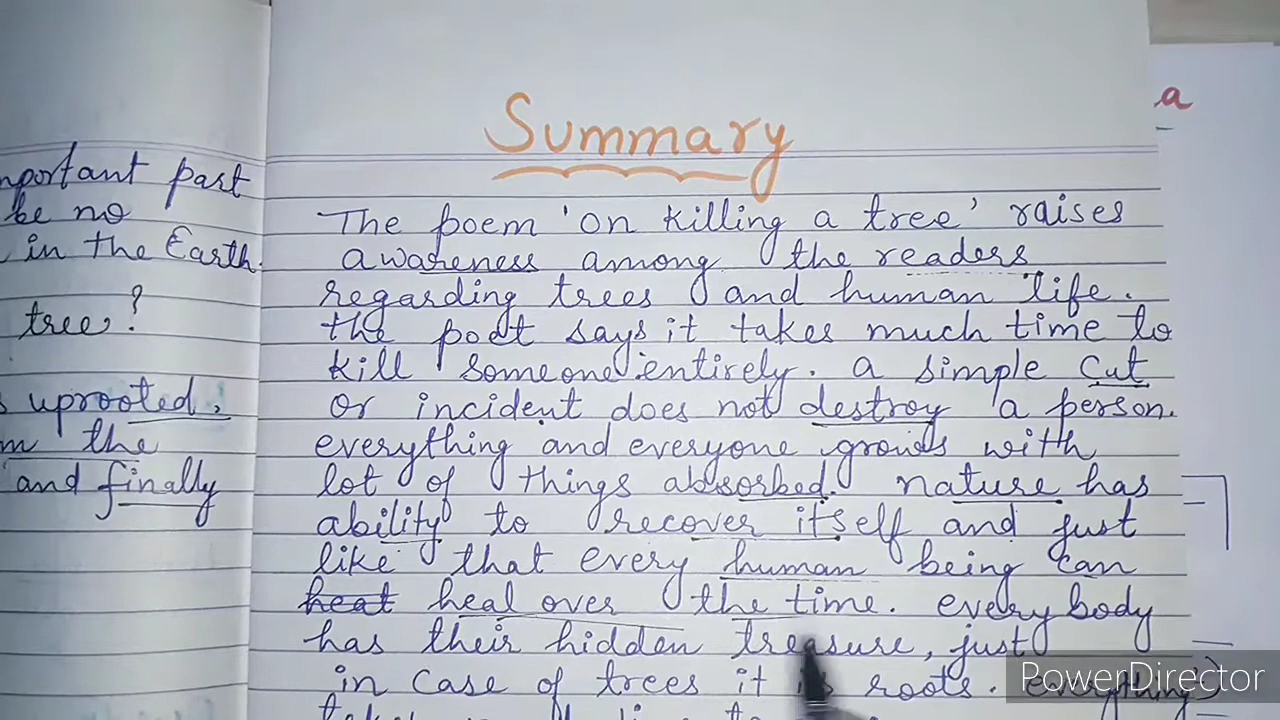 mportant part
be no
in the Earth.
tree?
s uprooted,
m the
and finally
a
Summary
The poem 'on killing a tree' raises
awareness among the readers
regarding trees and human life.
the poet says it takes much time to
kill someone entirely. a simple cut
or incident does not destroy a person.
everything and everyone grows with
lot of things absorbed. nature has
ability to recover itself and just
like that every human being can
heat heal over the time. everybody
has their hidden treasure, just
in case of trees it is roots. everything
PowerDirector